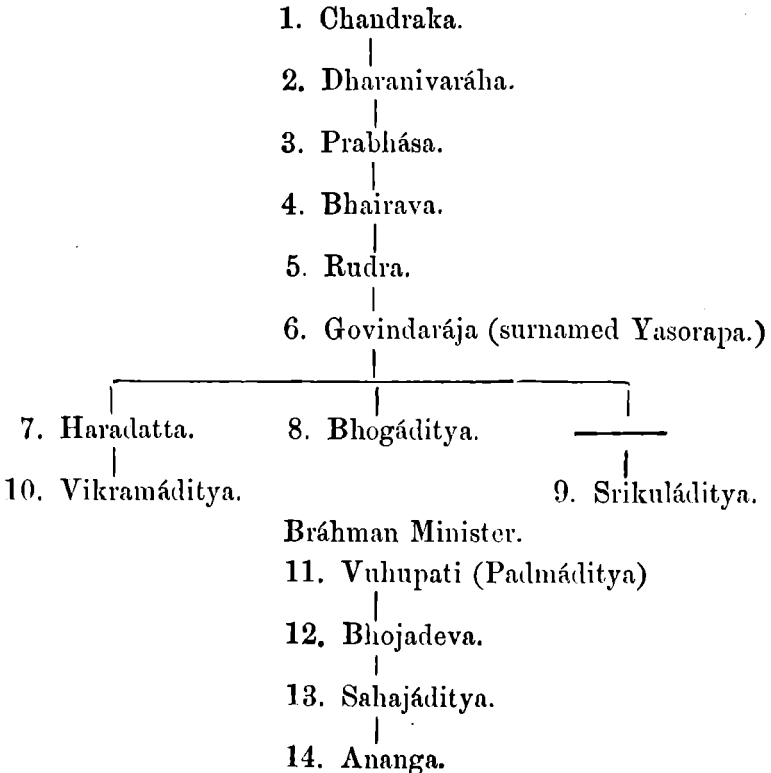 1. Chandraka.
2. Dharanivaráha.
3. Prabhása.
4. Bhairava.
5. Rudra.
6. Govindarája (surnamed Yasorapa.)
7. Haradatta. 8. Bhogáditya.
10. Vikramáditya. 9. Srikuláditya.
Bráhman Minister.
11. Vuhupati (Padmáditya)
12. Bhojadeva.
13. Sahajáditya.
14. Ananga.